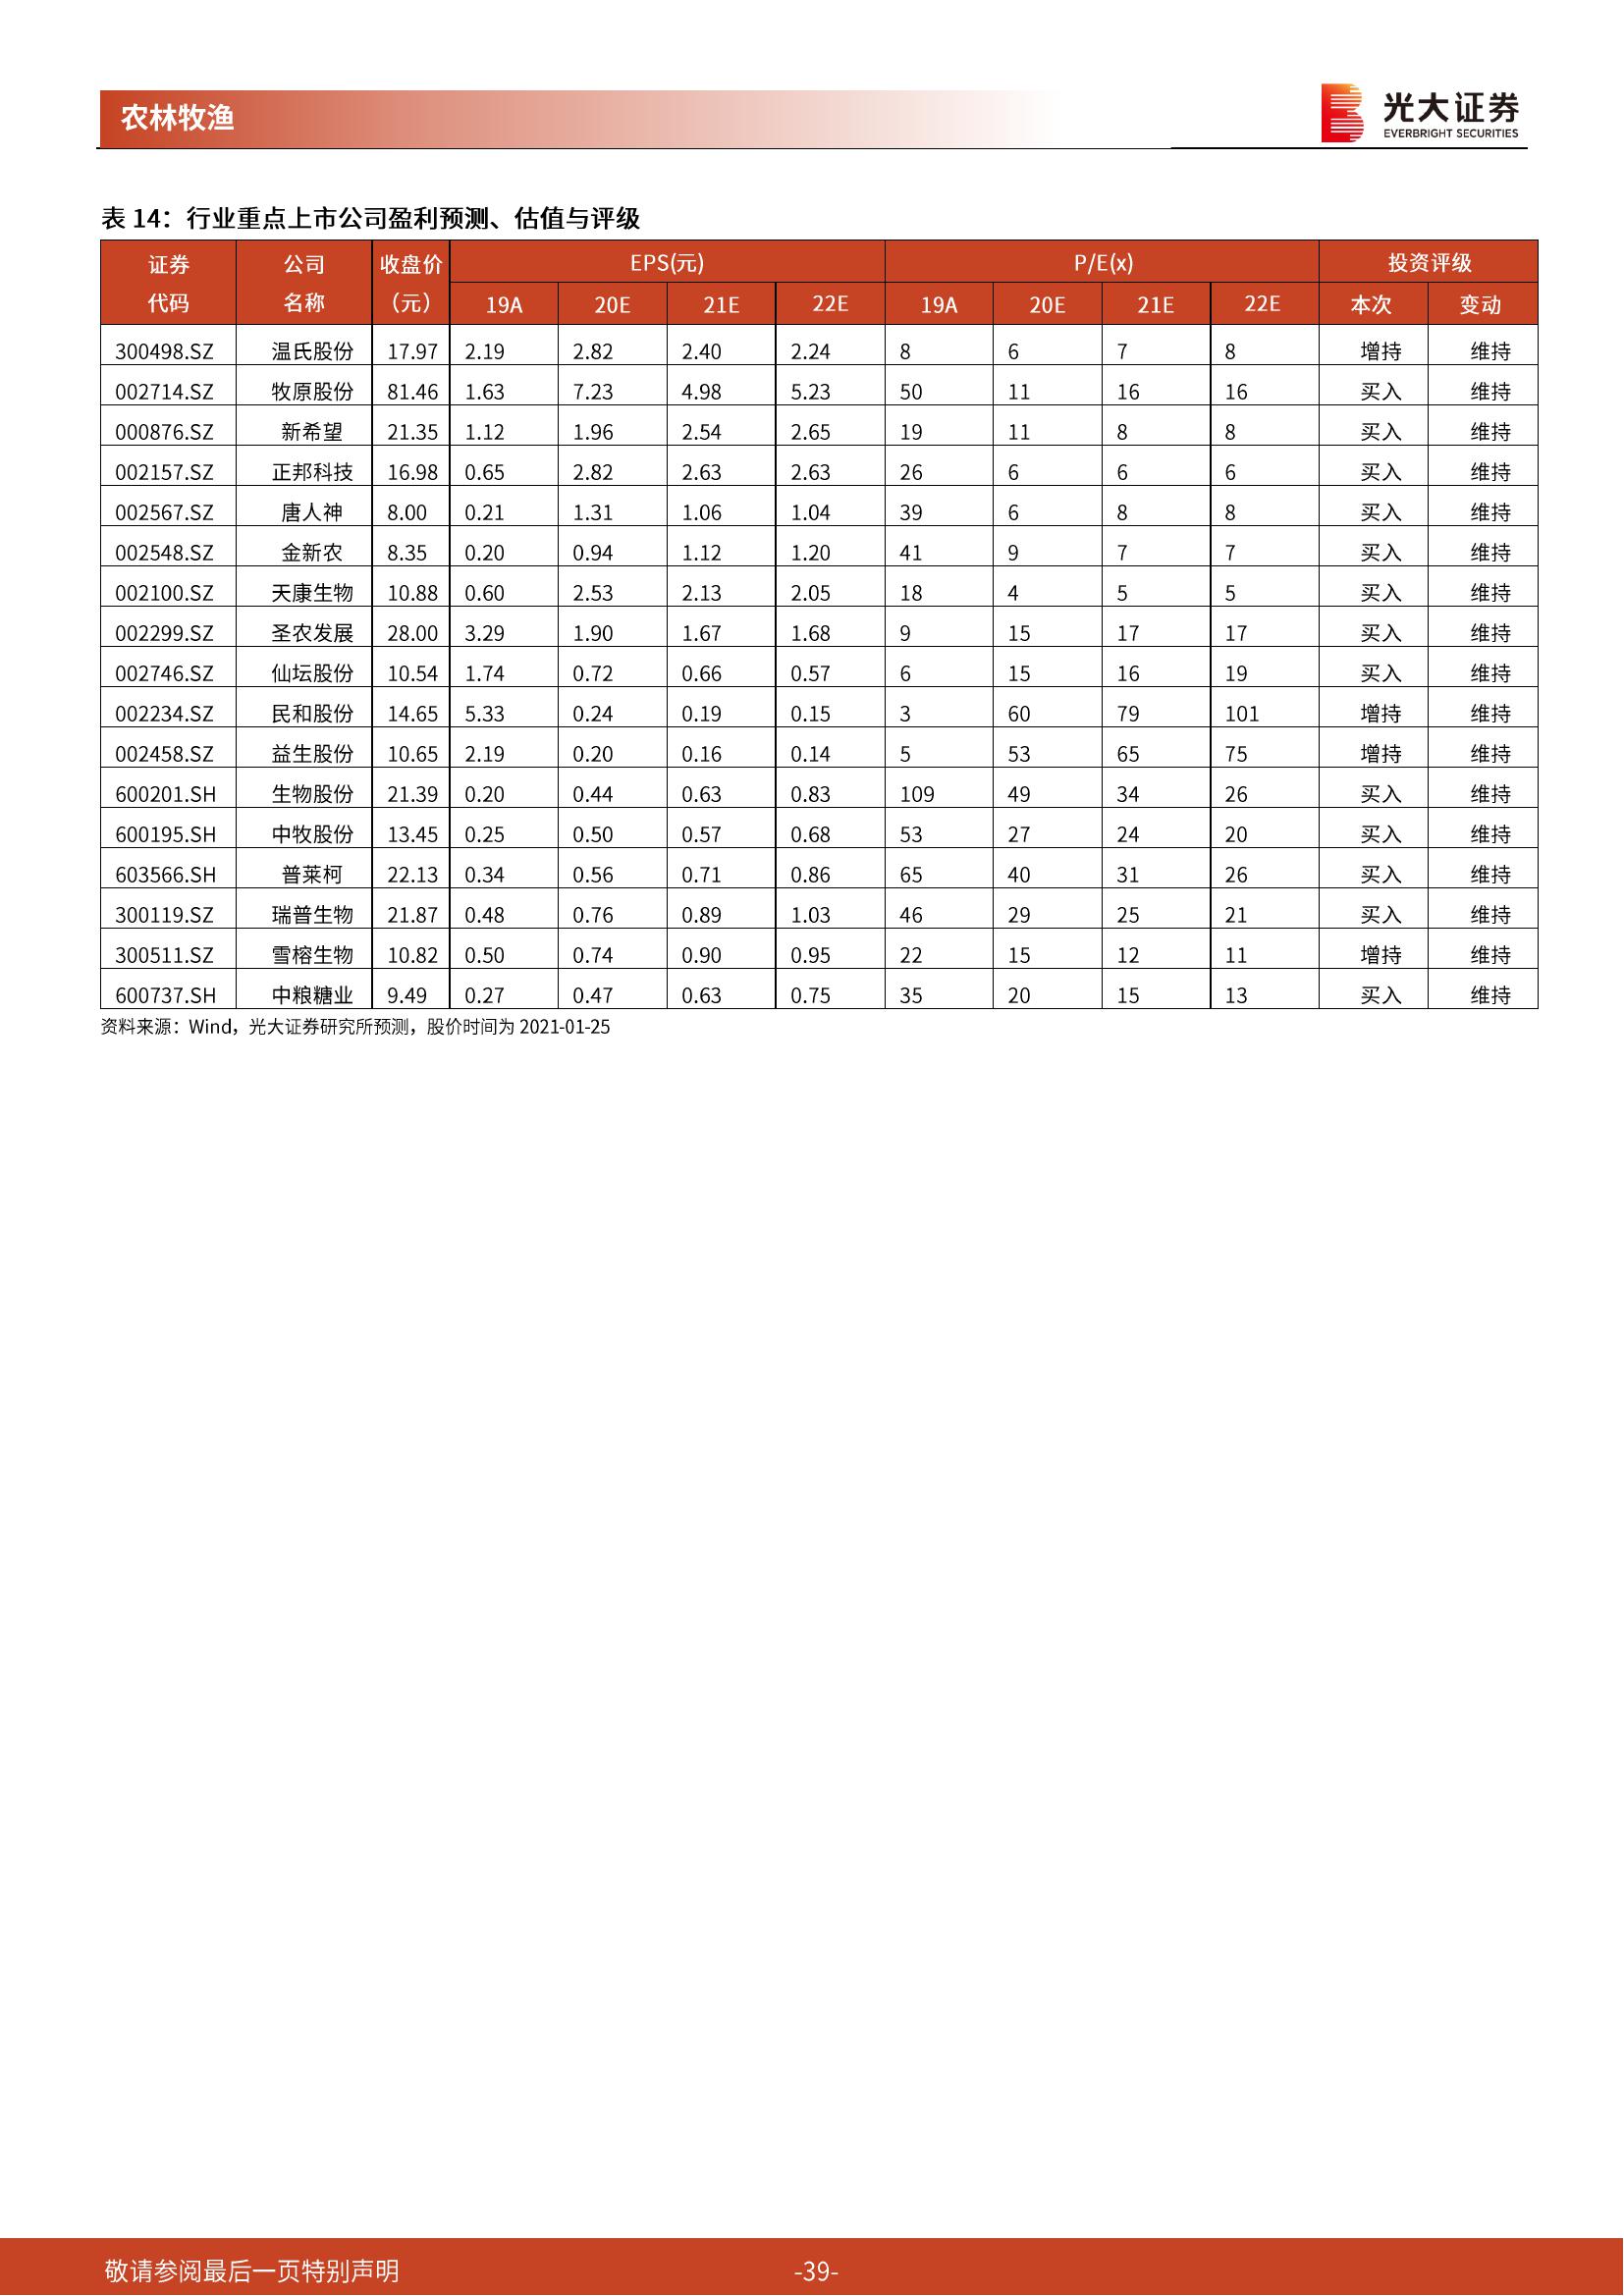 农林牧渔
光大证券
EVERBRIGHT SECURITIES
表 14：行业重点上市公司盈利预测、估值与评级
证券 公司 收盘价 EPS(元) P/E(x) 投资评级
代码 名称 （元） 19A 20E 21E 22E 19A 20E 21E 22E 本次 变动
300498.SZ 温氏股份 17.97 2.19 2.82 2.40 2.24 8 6 7 8 增持 维持
002714.SZ 牧原股份 81.46 1.63 7.23 4.98 5.23 50 11 16 16 买入 维持
000876.SZ 新希望 21.35 1.12 1.96 2.54 2.65 19 11 8 8 买入 维持
002157.SZ 正邦科技 16.98 0.65 2.82 2.63 2.63 26 6 6 6 买入 维持
002567.SZ 唐人神 8.00 0.21 1.31 1.06 1.04 39 6 8 8 买入 维持
002548.SZ 金新农 8.35 0.20 0.94 1.12 1.20 41 9 7 7 买入 维持
002100.SZ 天康生物 10.88 0.60 2.53 2.13 2.05 18 4 5 5 买入 维持
002299.SZ 圣农发展 28.00 3.29 1.90 1.67 1.68 9 15 17 17 买入 维持
002746.SZ 仙坛股份 10.54 1.74 0.72 0.66 0.57 6 15 16 19 买入 维持
002234.SZ 民和股份 14.65 5.33 0.24 0.19 0.15 3 60 79 101 增持 维持
002458.SZ 益生股份 10.65 2.19 0.20 0.16 0.14 5 53 65 75 增持 维持
600201.SH 生物股份 21.39 0.20 0.44 0.63 0.83 109 49 34 26 买入 维持
600195.SH 中牧股份 13.45 0.25 0.50 0.57 0.68 53 27 24 20 买入 维持
603566.SH 普莱柯 22.13 0.34 0.56 0.71 0.86 65 40 31 26 买入 维持
300119.SZ 瑞普生物 21.87 0.48 0.76 0.89 1.03 46 29 25 21 买入 维持
300511.SZ 雪榕生物 10.82 0.50 0.74 0.90 0.95 22 15 12 11 增持 维持
600737.SH 中粮糖业 9.49 0.27 0.47 0.63 0.75 35 20 15 13 买入 维持
资料来源：Wind，光大证券研究所预测，股价时间为 2021-01-25
敬请参阅最后一页特别声明 -39-